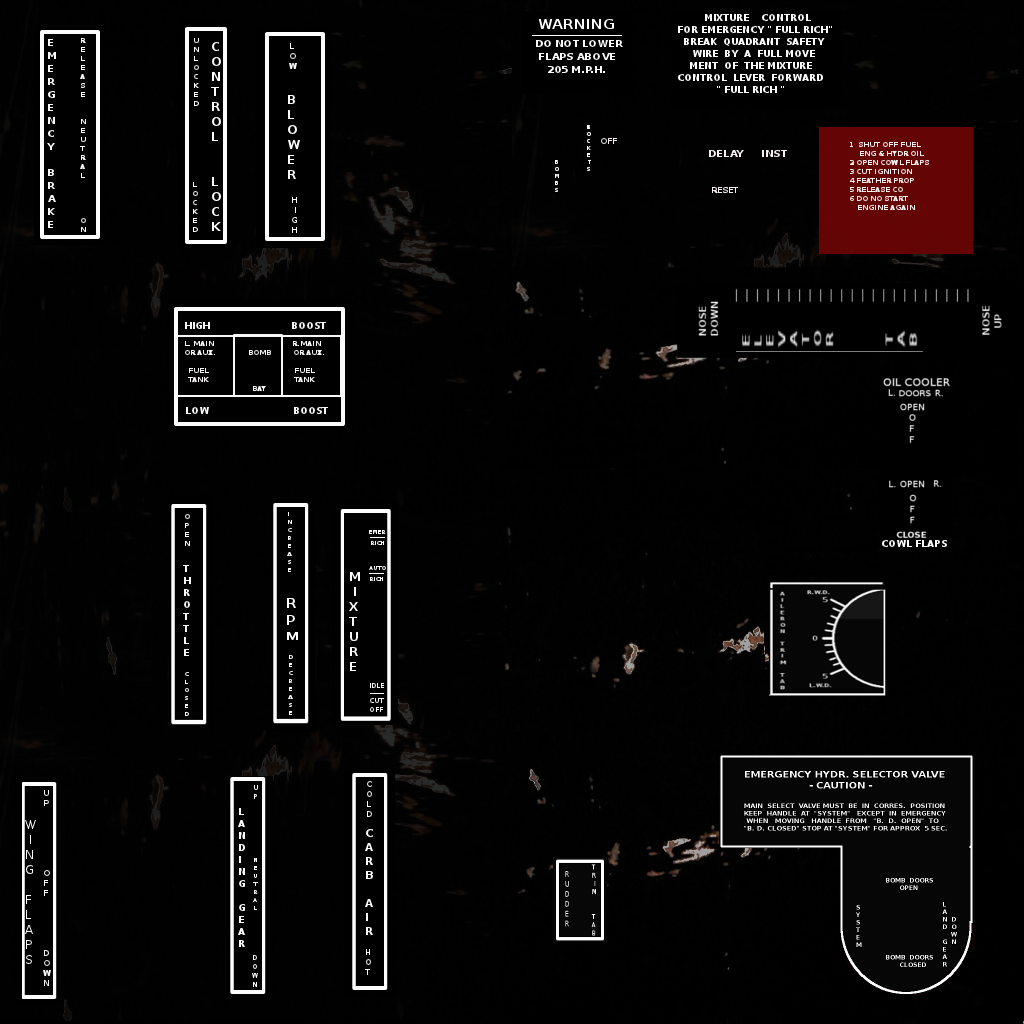 EMERGENCY BRAKE
RELEASE NEUTRAL ON
UNLOCKED LOCKED
CONTROL LOCK
LOW BLOWER HIGH
WARNING
DO NOT LOWER
FLAPS ABOVE
205 M.P.H.
MIXTURE CONTROL
FOR EMERGENCY " FULL RICH"
BREAK QUADRANT SAFETY
WIRE BY A FULL MOVE
MENT OF THE MIXTURE
CONTROL LEVER FORWARD
" FULL RICH "
BOMBS
ROCKETS
OFF
DELAY INST
RESET
1 SHUT OFF FUEL
ENG & HYDR OIL
2 OPEN COWL FLAPS
3 CUT IGNITION
4 FEATHER PROP
5 RELEASE CO
6 DO NO START
ENGINE AGAIN
HIGH BOOST
L. MAIN
OR AUX.
FUEL
TANK
BOMB
BAY
R. MAIN
OR AUX.
FUEL
TANK
LOW BOOST
NOSE
DOWN
ELEVATOR TAB
NOSE
UP
OIL COOLER
L. DOORS R.
OPEN
OFF
L. OPEN R.
OFF
CLOSE
COWL FLAPS
OPEN THROTTLE CLOSED
INCREASE RPM DECREASE
MIXTURE
EMER
RICH
AUTO
RICH
IDLE
CUT
OFF
AILERON TRIM TAB
R.W.D.
5
0
5
L.W.D.
WING FLAPS
UP OFF DOWN
LANDING GEAR
UP NEUTRAL DOWN
COLD CARB AIR HOT
RUDDER
TRIN TAB
EMERGENCY HYDR. SELECTOR VALVE
- CAUTION -
MAIN SELECT VALVE MUST BE IN CORRES. POSITION
KEEP HANDLE AT "SYSTEM" EXCEPT IN EMERGENCY
WHEN MOVING HANDLE FROM "B. D. OPEN" TO
"B. D. CLOSED" STOP AT "SYSTEM" FOR APPROX 5 SEC.
BOMB DOORS
OPEN
SYSTEM
LAND GEAR
DOWN
BOMB DOORS
CLOSED